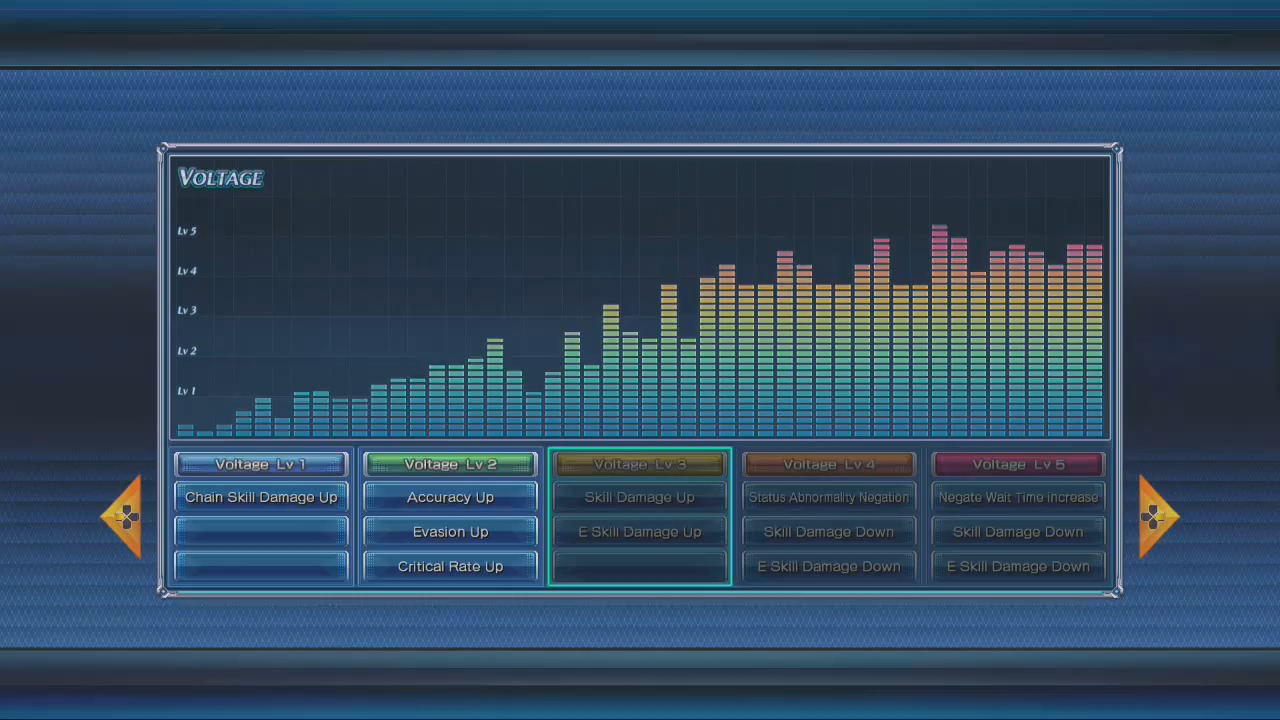 VOLTAGE
Lv 5
Lv 4
Lv 3
Lv 2
Lv 1
Voltage Lv 1
Voltage Lv 2
Voltage Lv 3
Voltage Lv 4
Voltage Lv 5
Chain Skill Damage Up
Accuracy Up
Skill Damage Up
Status Abnormality Negation
Negate Wait Time increase
Evasion Up
E Skill Damage Up
Skill Damage Down
Skill Damage Down
Critical Rate Up
E Skill Damage Down
E Skill Damage Down